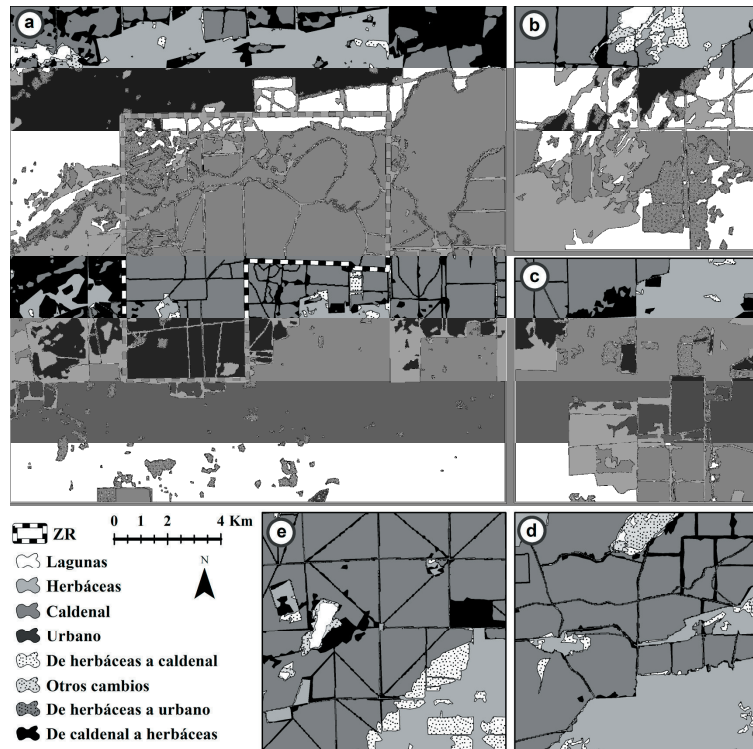 a
b
c
ZR
0 1 2 4 Km
N
Lagunas
Herbáceas
Caldenal
Urbano
De herbáceas a caldenal
Otros cambios
De herbáceas a urbano
De caldenal a herbáceas
e
d